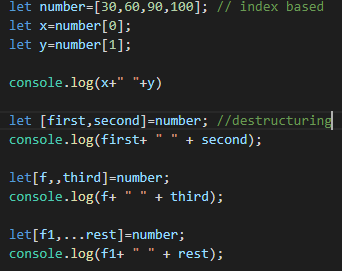 let number=[30,60,90,100]; // index based
let x=number[0];
let y=number[1];
console.log(x+" "+y)
let [first,second]=number; //destructuring
console.log(first+ " " + second);
let[f,,third]=number;
console.log(f+ " " + third);
let[f1,...rest]=number;
console.log(f1+ " " + rest);